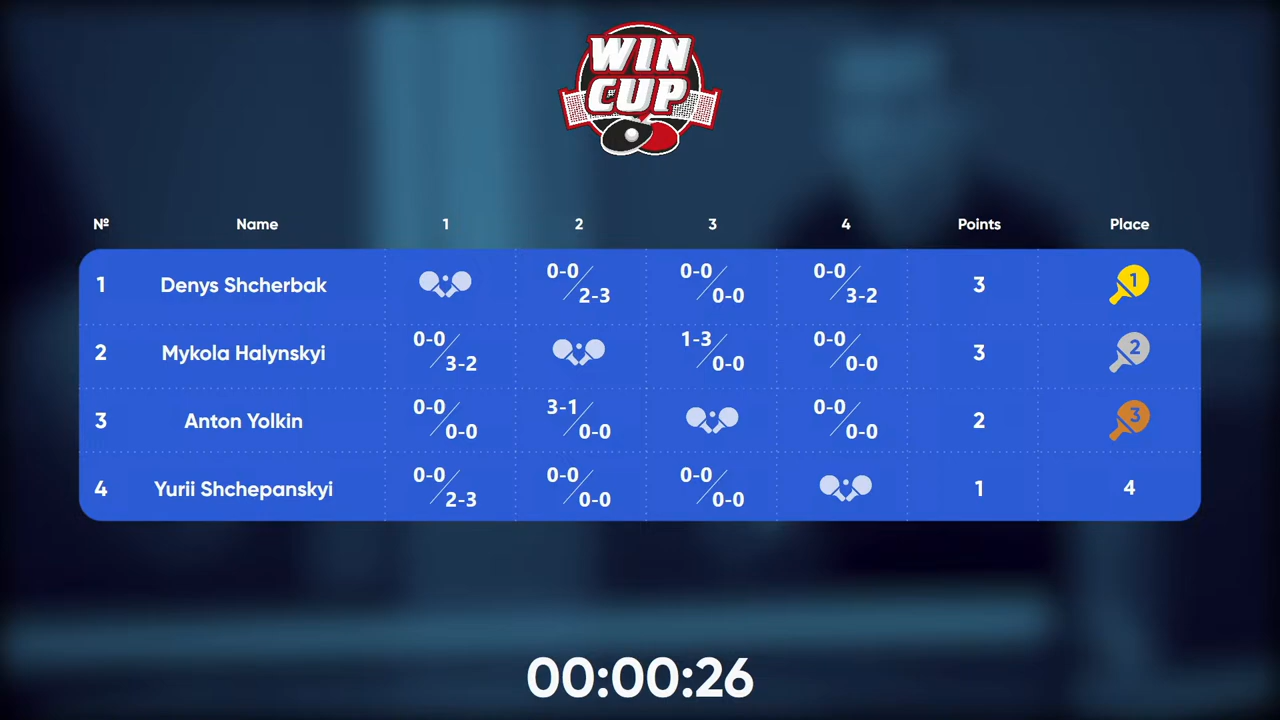 WIN
CUP
№ Name 1 2 3 4 Points Place
1 Denys Shcherbak 0-0/2-3 0-0/0-0 0-0/3-2 3 1
2 Mykola Halynskyi 0-0/3-2 1-3/0-0 0-0/0-0 3 2
3 Anton Yolkin 0-0/0-0 3-1/0-0 0-0/0-0 2 3
4 Yurii Shchepanskyi 0-0/2-3 0-0/0-0 0-0/0-0 1 4
00:00:26